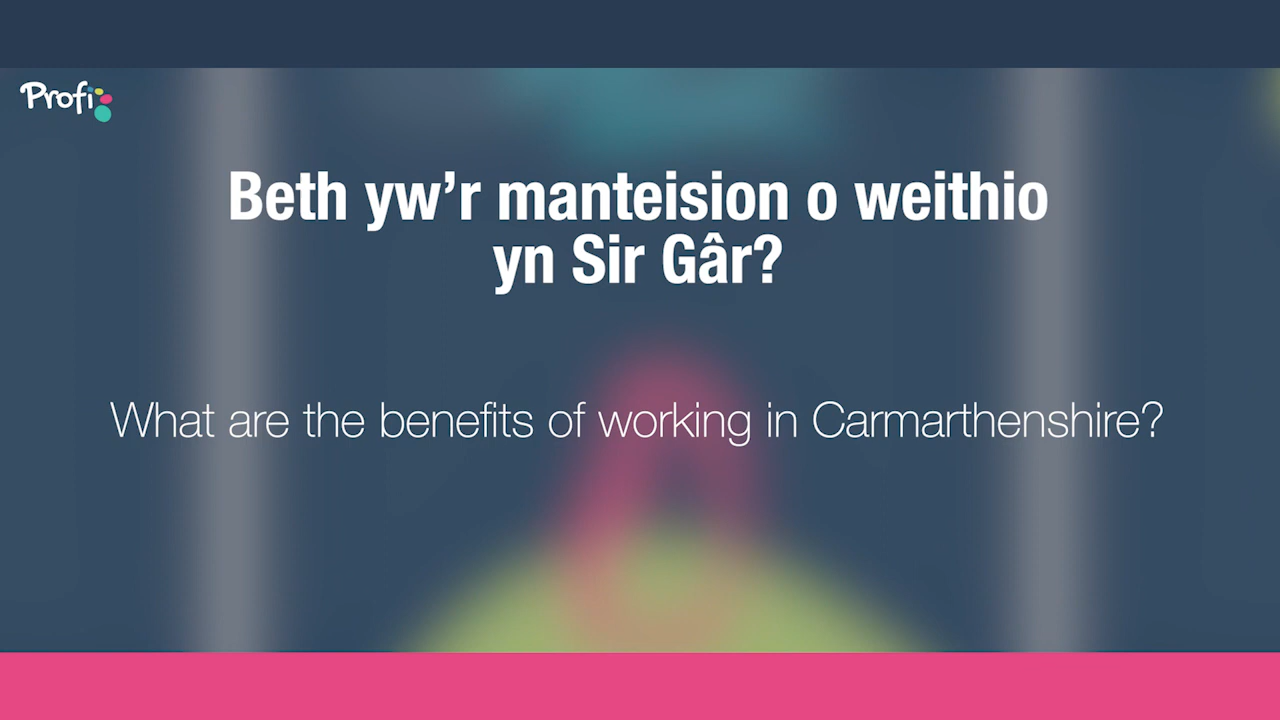 Profi
Beth yw’r manteision o weithio
yn Sir Gâr?
What are the benefits of working in Carmarthenshire?